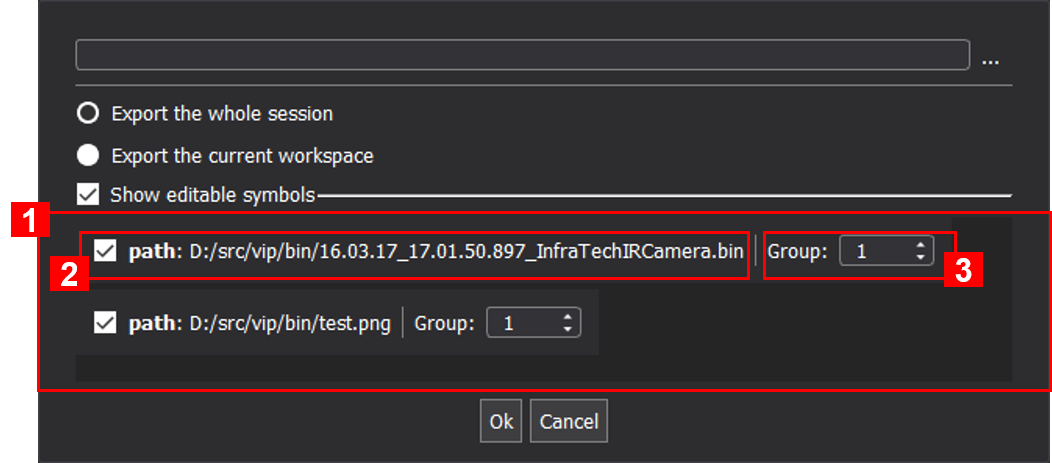 ...
Export the whole session
Export the current workspace
Show editable symbols
1
path: D:/src/vip/bin/16.03.17_17.01.50.897_InfraTechIRCamera.bin Group: 1
2
3
path: D:/src/vip/bin/test.png Group: 1
Ok Cancel